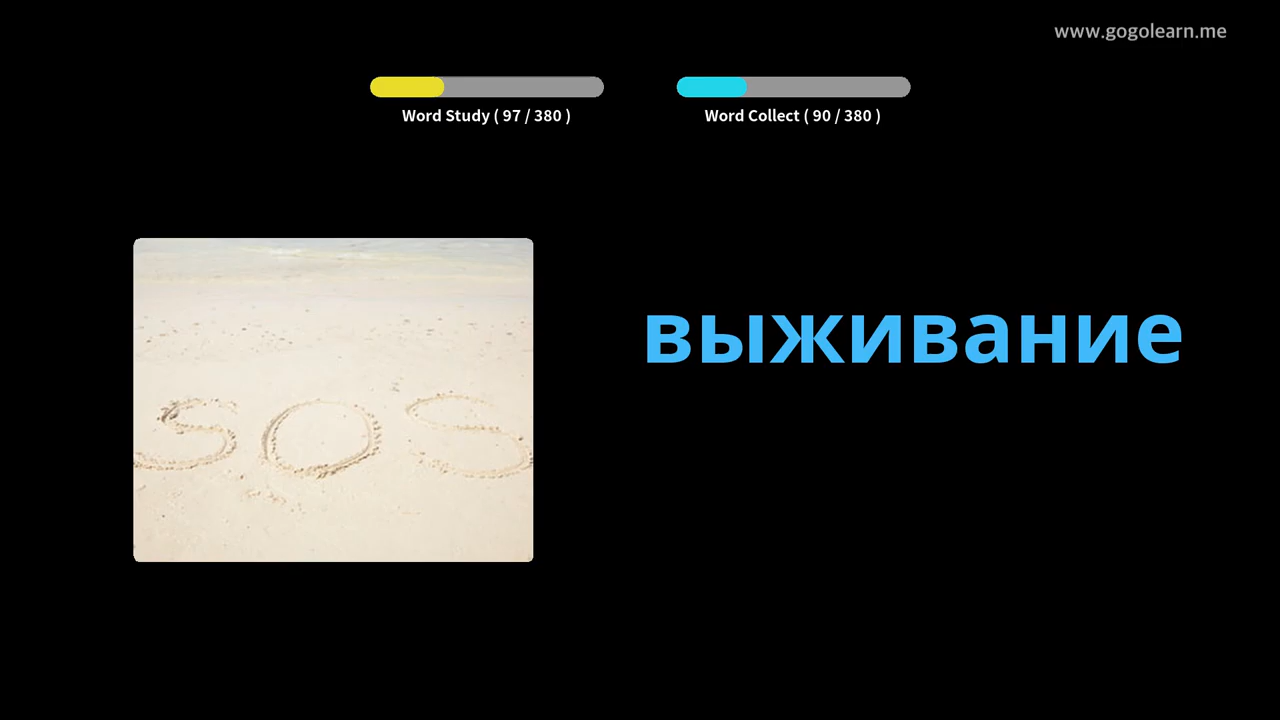 www.gogolearn.me
Word Study ( 97 / 380 )
Word Collect ( 90 / 380 )
SOS
выживание